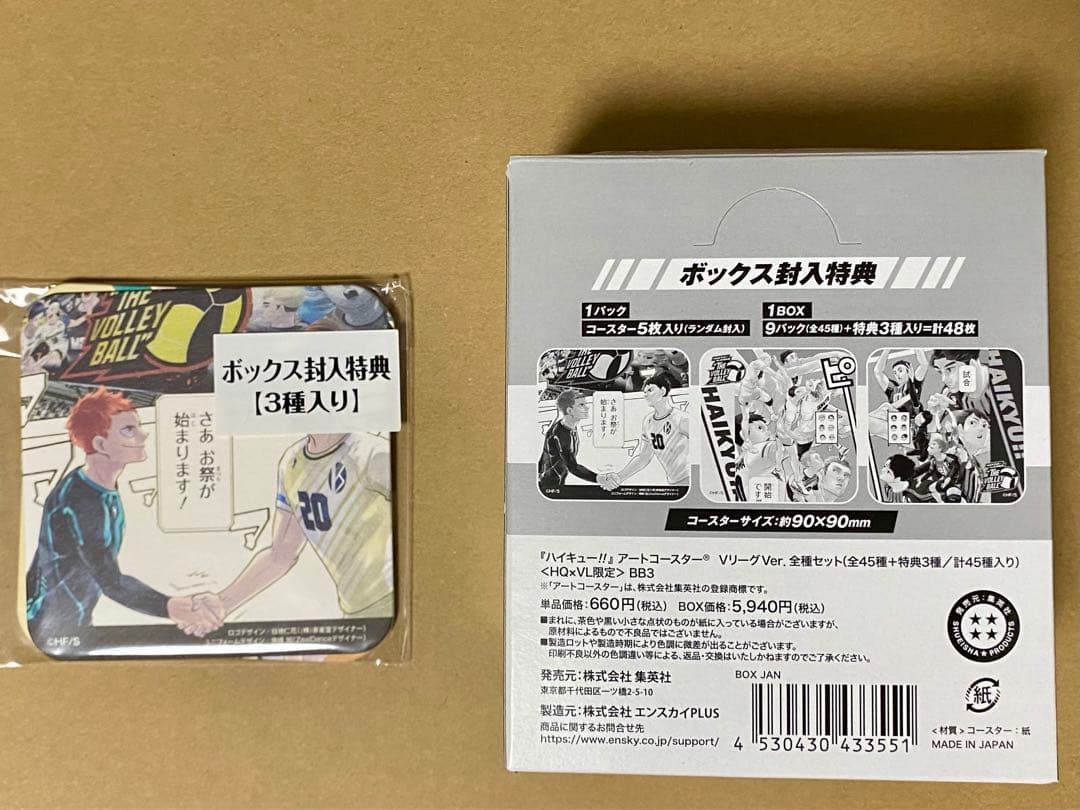 "THE
VOLLEY
BALL"
ボックス封入特典
【3種入り】
さあ お祭が
始まります!
20
©HF/S
ボックス封入特典
1パック
コースター5枚入り(ランダム封入)
1BOX
9パック(全45種)+特典3種入り=計48枚
"THE
VOLLEY
BALL"
さあ お祭が
始まります!
20
©HF/S
HAIKYU!!
ピ
開始
です
©HF/S
試合
HAIKYU!!
©HF/S
コースターサイズ:約90×90mm
『ハイキュー!!』アートコースター® VリーグVer. 全種セット(全45種+特典3種/計45種入り)
<HQ×VL限定> BB3
※「アートコースター」は、株式会社集英社の登録商標です。
単品価格:660円(税込) BOX価格:5,940円(税込)
■まれに、茶色や黒い小さな点状のものが紙に入っている場合がございますが、
原材料によるもので不良品ではございません。
■製造ロットや製造時期により色調に微差が出ることがございます。
印刷不良以外の色調違い等による、返品・交換はいたしかねますのでご了承ください。
発売元:株式会社 集英社
東京都千代田区一ツ橋2-5-10
製造元:株式会社 エンスカイPLUS
商品に関するお問合せ先
https://www.ensky.co.jp/support/
BOX JAN
4 530430 433551
発売元:集英社
SHUEISHA★PRODUCTS
紙
<材質> コースター:紙
MADE IN JAPAN